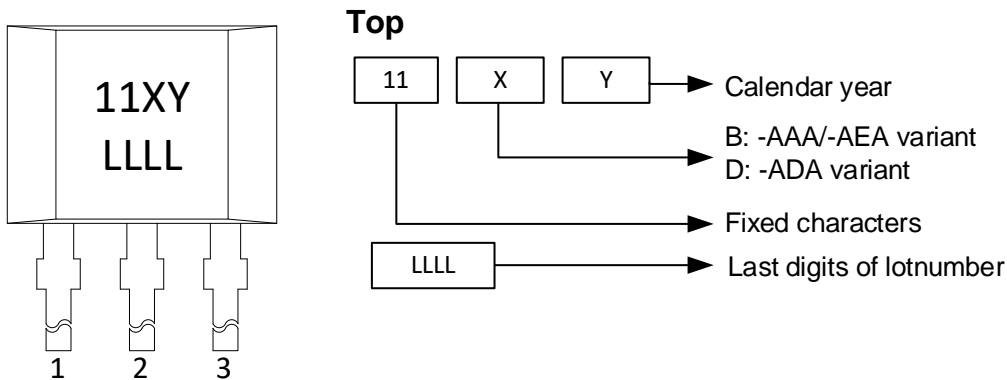 11XY
LLLL
1 2 3
Top
11 X Y
Calendar year
B: -AAA/-AEA variant
D: -ADA variant
Fixed characters
LLLL
Last digits of lotnumber